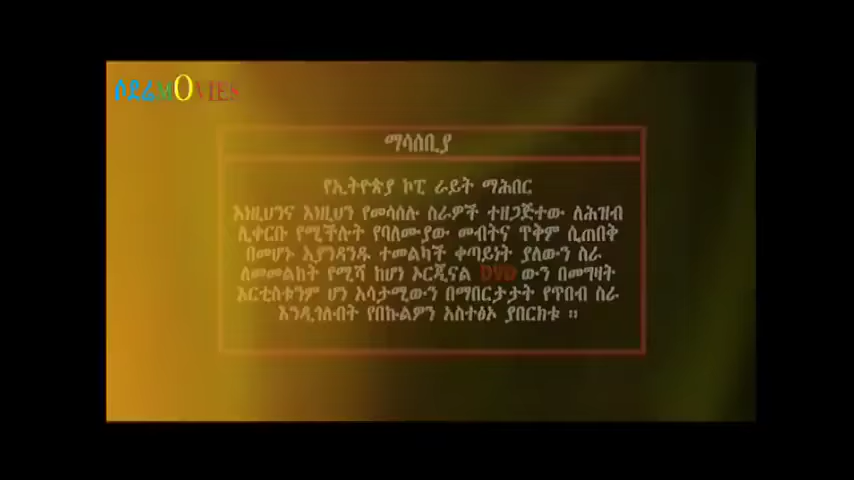 ሶደሬMOVIES
ማሳሰቢያ
የኢትዮጵያ ኮፒ ራይት ማሕበር
እነዚህንና እነዚህን የመሳሰሉ ስራዎች ተዘጋጅተው ለሕዝብ
ሊቀርቡ የሚችሉት የባለሙያው መብትና ጥቅም ሲጠበቅ
በመሆኑ እያንዳንዱ ተመልካች ቀጣይነት ያለውን ስራ
ለመመልከት የሚሻ ከሆነ ኦርጂናል DVD ውን በመግዛት
አርቲስቱንም ሆነ አሳታሚውን በማበርታታት የጥበብ ስራ
እንዲጎለብት የበኩልዎን አስተፅኦ ያበርክቱ ።